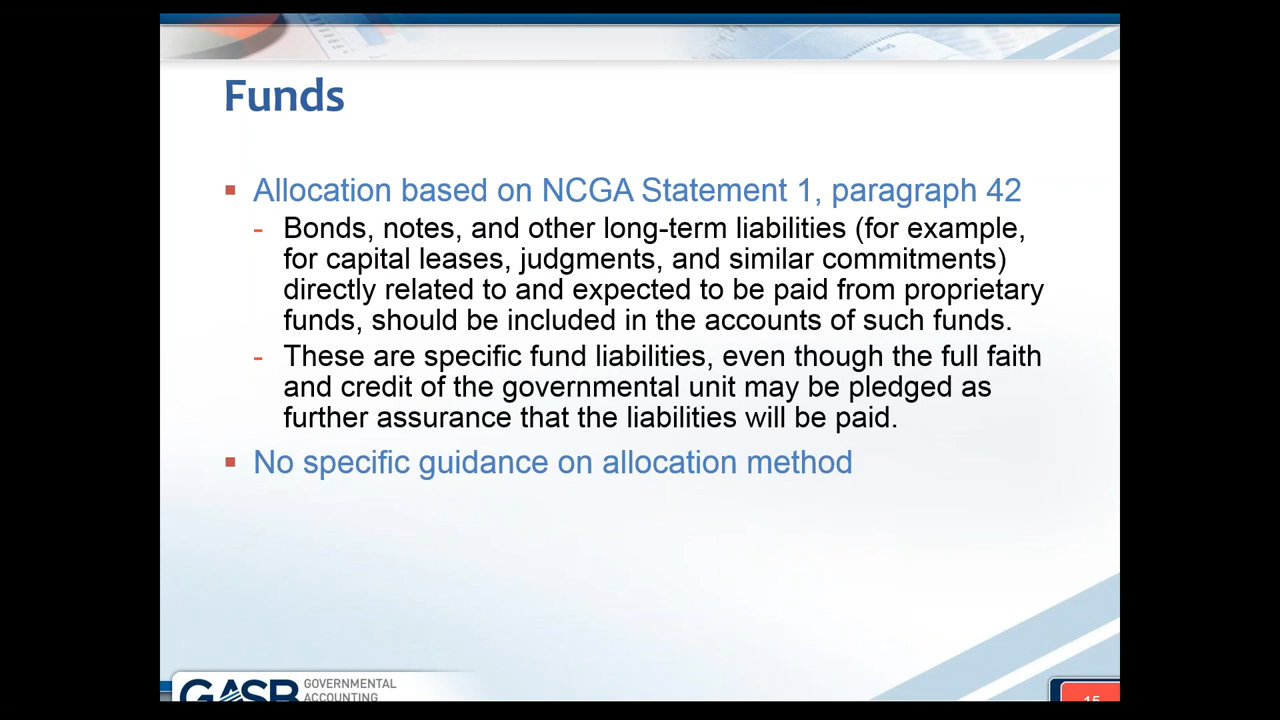 Funds
▪ Allocation based on NCGA Statement 1, paragraph 42
- Bonds, notes, and other long-term liabilities (for example,
for capital leases, judgments, and similar commitments)
directly related to and expected to be paid from proprietary
funds, should be included in the accounts of such funds.
- These are specific fund liabilities, even though the full faith
and credit of the governmental unit may be pledged as
further assurance that the liabilities will be paid.
▪ No specific guidance on allocation method
GASB
GOVERNMENTAL
ACCOUNTING
15